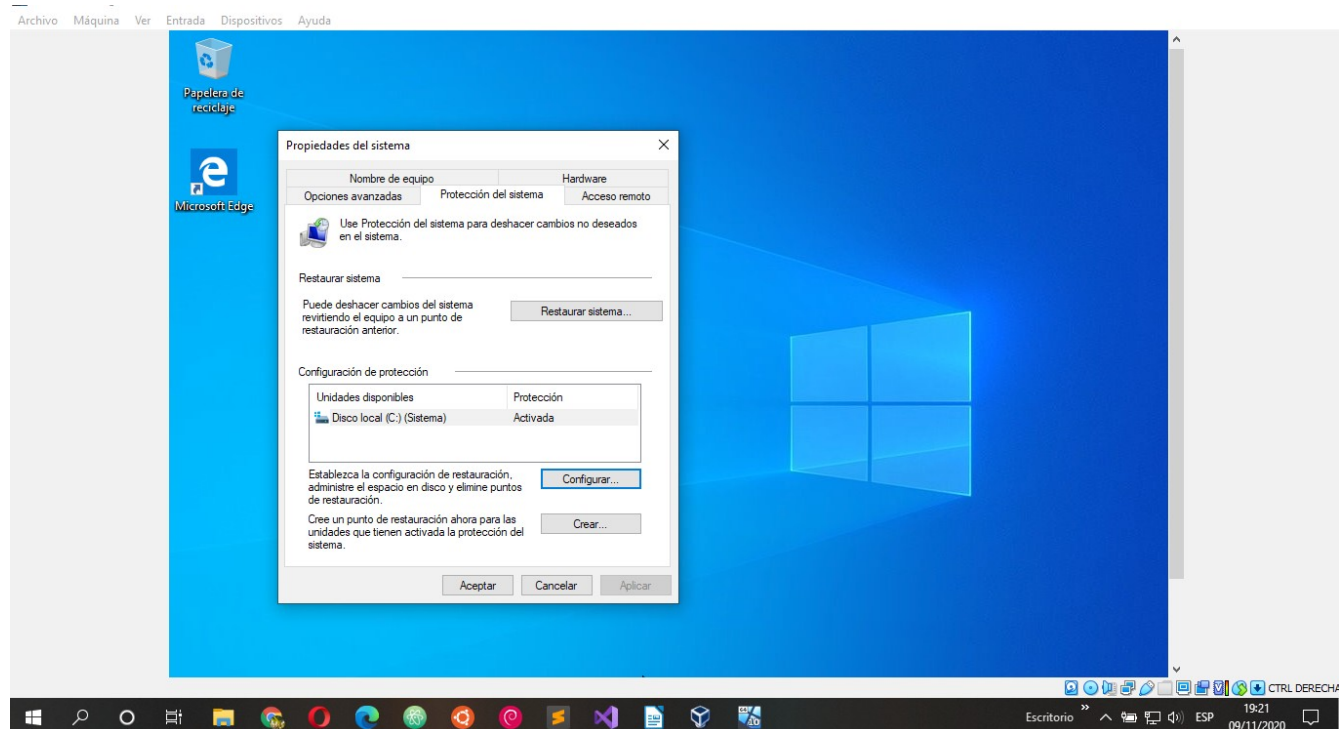 Archivo Máquina Ver Entrada Dispositivos Ayuda
Papelera de
reciclaje
Microsoft Edge
Propiedades del sistema
Nombre de equipo Hardware
Opciones avanzadas Protección del sistema Acceso remoto
Use Protección del sistema para deshacer cambios no deseados
en el sistema.
Restaurar sistema
Puede deshacer cambios del sistema
revirtiendo el equipo a un punto de
restauración anterior.
Restaurar sistema...
Configuración de protección
Unidades disponibles Protección
Disco local (C:) (Sistema) Activada
Establezca la configuración de restauración,
administre el espacio en disco y elimine puntos
de restauración.
Configurar...
Cree un punto de restauración ahora para las
unidades que tienen activada la protección del
sistema.
Crear...
Aceptar Cancelar Aplicar
CTRL DERECHA
Escritorio » ESP 19:21
09/11/2020